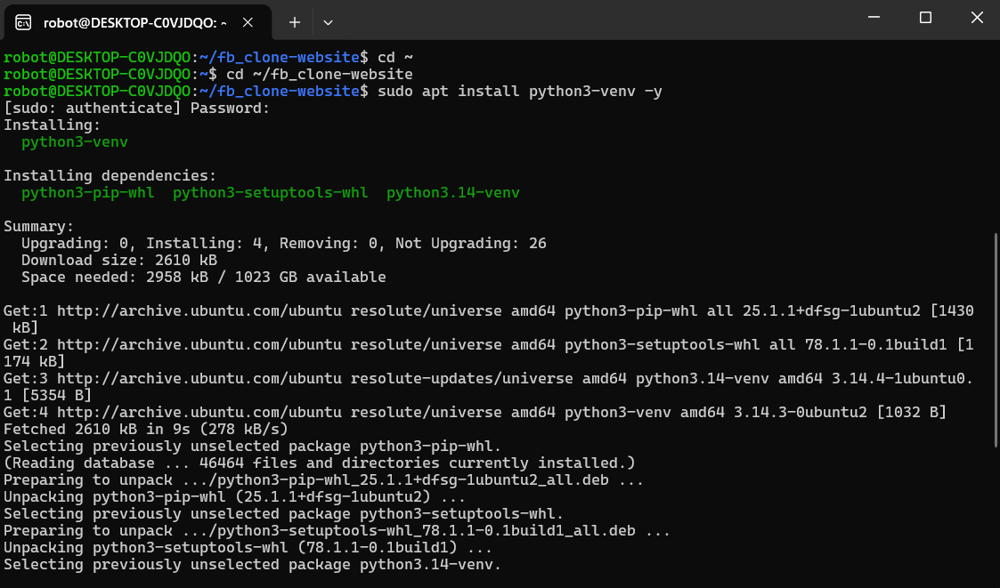 robot@DESKTOP-C0VJDQO: ~
robot@DESKTOP-C0VJDQO:~/fb_clone-website$ cd ~
robot@DESKTOP-C0VJDQO:~$ cd ~/fb_clone-website
robot@DESKTOP-C0VJDQO:~/fb_clone-website$ sudo apt install python3-venv -y
[sudo: authenticate] Password:
Installing:
  python3-venv

Installing dependencies:
  python3-pip-whl  python3-setuptools-whl  python3.14-venv

Summary:
  Upgrading: 0, Installing: 4, Removing: 0, Not Upgrading: 26
  Download size: 2610 kB
  Space needed: 2958 kB / 1023 GB available

Get:1 http://archive.ubuntu.com/ubuntu resolute/universe amd64 python3-pip-whl all 25.1.1+dfsg-1ubuntu2 [1430
 kB]
Get:2 http://archive.ubuntu.com/ubuntu resolute/universe amd64 python3-setuptools-whl all 78.1.1-0.1build1 [1
174 kB]
Get:3 http://archive.ubuntu.com/ubuntu resolute-updates/universe amd64 python3.14-venv amd64 3.14.4-1ubuntu0.
1 [5354 B]
Get:4 http://archive.ubuntu.com/ubuntu resolute/universe amd64 python3-venv amd64 3.14.3-0ubuntu2 [1032 B]
Fetched 2610 kB in 9s (278 kB/s)
Selecting previously unselected package python3-pip-whl.
(Reading database ... 46464 files and directories currently installed.)
Preparing to unpack .../python3-pip-whl_25.1.1+dfsg-1ubuntu2_all.deb ...
Unpacking python3-pip-whl (25.1.1+dfsg-1ubuntu2) ...
Selecting previously unselected package python3-setuptools-whl.
Preparing to unpack .../python3-setuptools-whl_78.1.1-0.1build1_all.deb ...
Unpacking python3-setuptools-whl (78.1.1-0.1build1) ...
Selecting previously unselected package python3.14-venv.